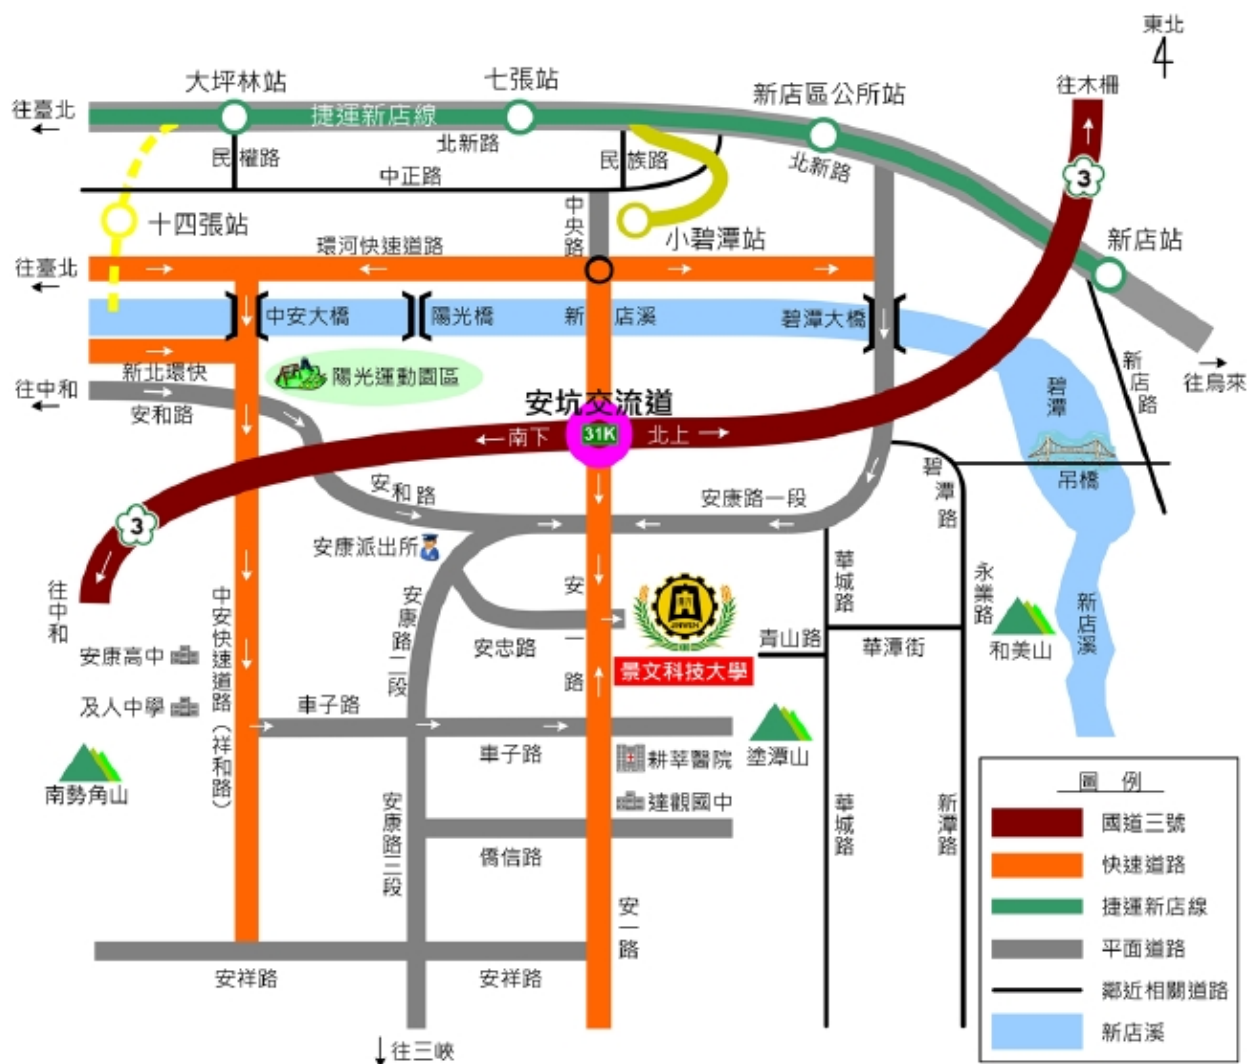 東北
往木柵
大坪林站
七張站
新店區公所站
往臺北
捷運新店線
北新路
民權路
民族路
北新路
3
中正路
十四張站
中央路
小碧潭站
新店站
環河快速道路
往臺北
中安大橋
陽光橋
新店溪
碧潭大橋
新北環快
往中和
安和路
陽光運動園區
新店路
往烏來
安坑交流道
南下
31K
北上
碧潭
吊橋
碧潭路
安和路
安康路一段
3
安康派出所
往中和
中安快速道路（祥和路）
安康路二段
安一路
安忠路
景文科技大學
華城路
永業路
青山路
華潭街
和美山
新店溪
安康高中
及人中學
車子路
車子路
耕莘醫院
塗潭山
達觀國中
南勢角山
安康路三段
僑信路
華城路
新潭路
安一路
安祥路
安祥路
往三峽
圖 例
國道三號
快速道路
捷運新店線
平面道路
鄰近相關道路
新店溪